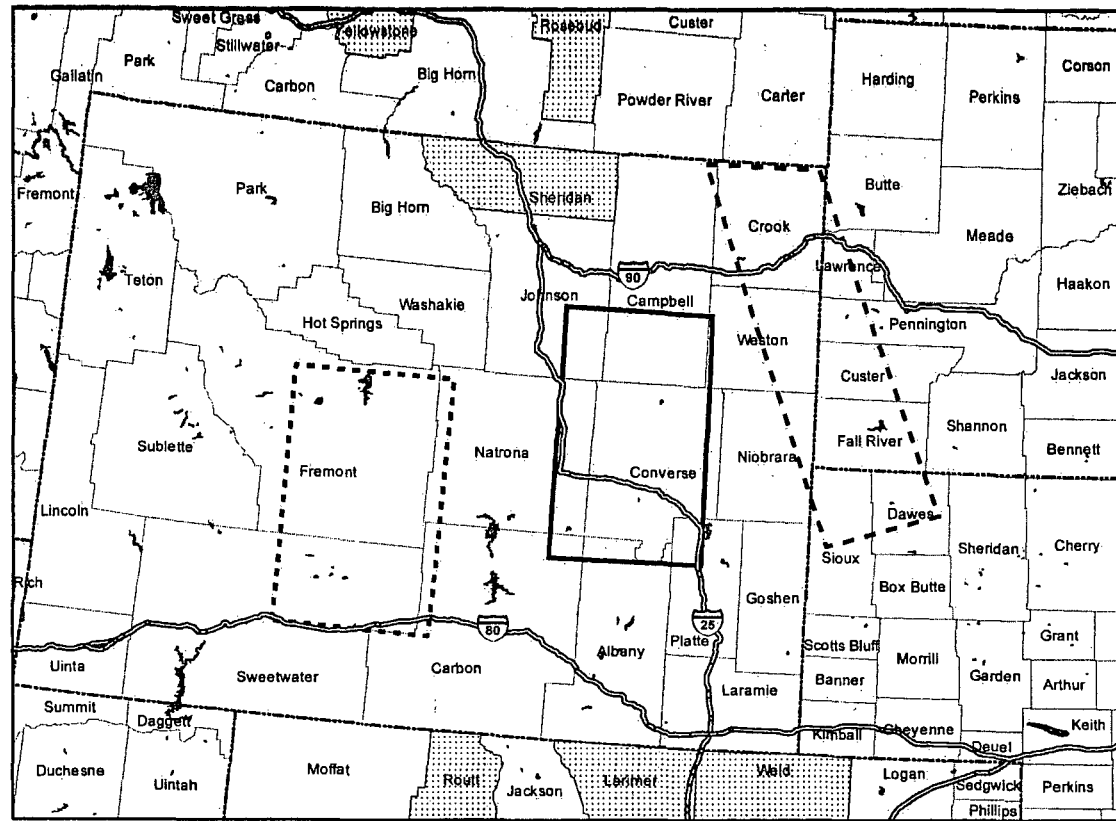 Sweet Grass
Stillwater
Yellowstone
Rosebud
Custer
Gallatin
Park
Carbon
Big Horn
Powder River
Carter
Harding
Perkins
Corson
Fremont
Park
Big Horn
Sheridan
Crook
Butte
Ziebach
Meade
Teton
Washakie
Hot Springs
Johnson
90
Campbell
Lawrence
Haakon
Weston
Pennington
Custer
Jackson
Sublette
Fremont
Natrona
Converse
Niobrara
Fall River
Shannon
Bennett
Lincoln
Dawes
Sioux
Sheridan
Cherry
Rich
Box Butte
Goshen
80
25
Platte
Albany
Scotts Bluff
Morrill
Grant
Uinta
Sweetwater
Carbon
Laramie
Banner
Garden
Arthur
Summit
Daggett
Kimball
Cheyenne
Deuel
Keith
Duchesne
Uintah
Moffat
Routt
Jackson
Larimer
Weld
Logan
Sedgwick
Perkins
Phillips